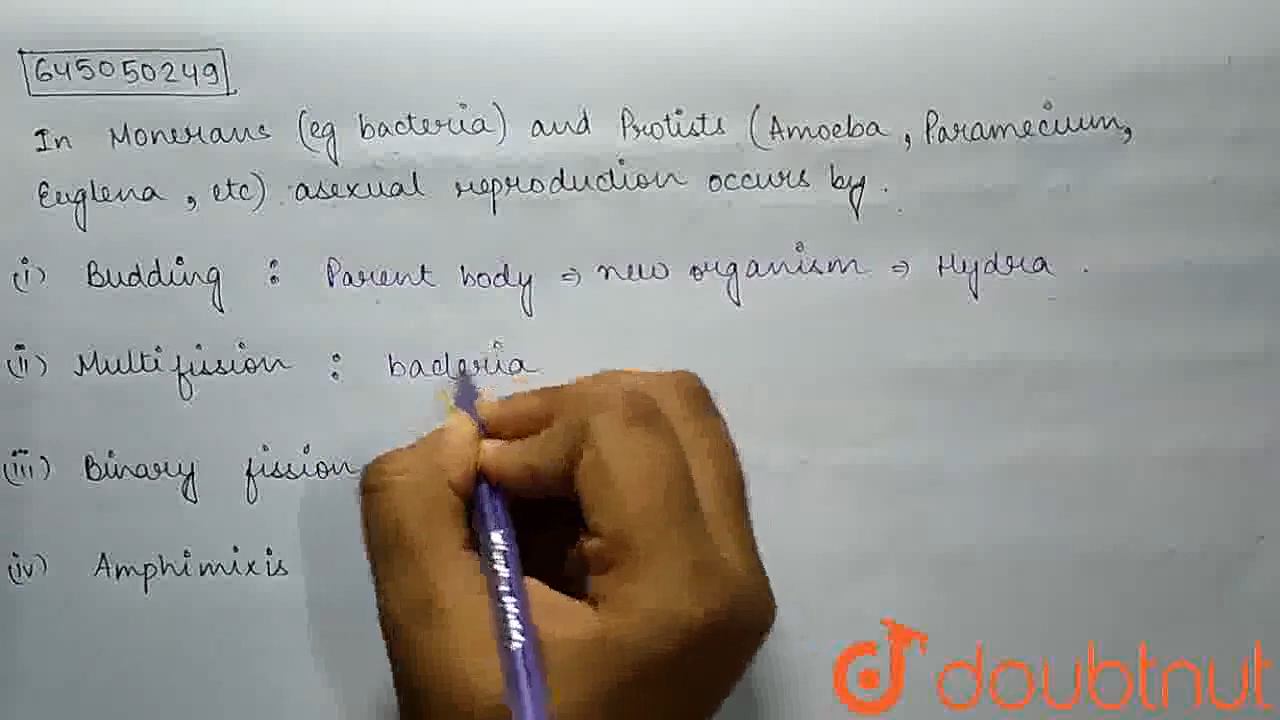 645050249
In Monerans (eg bacteria) and Protists (Amoeba, Paramecium,
Euglena, etc) asexual reproduction occurs by.
(i) Budding : Parent body ⇒ new organism ⇒ Hydra.
(ii) Multifission : bacteria
(iii) Binary fission
(iv) Amphimixis
doubtnut